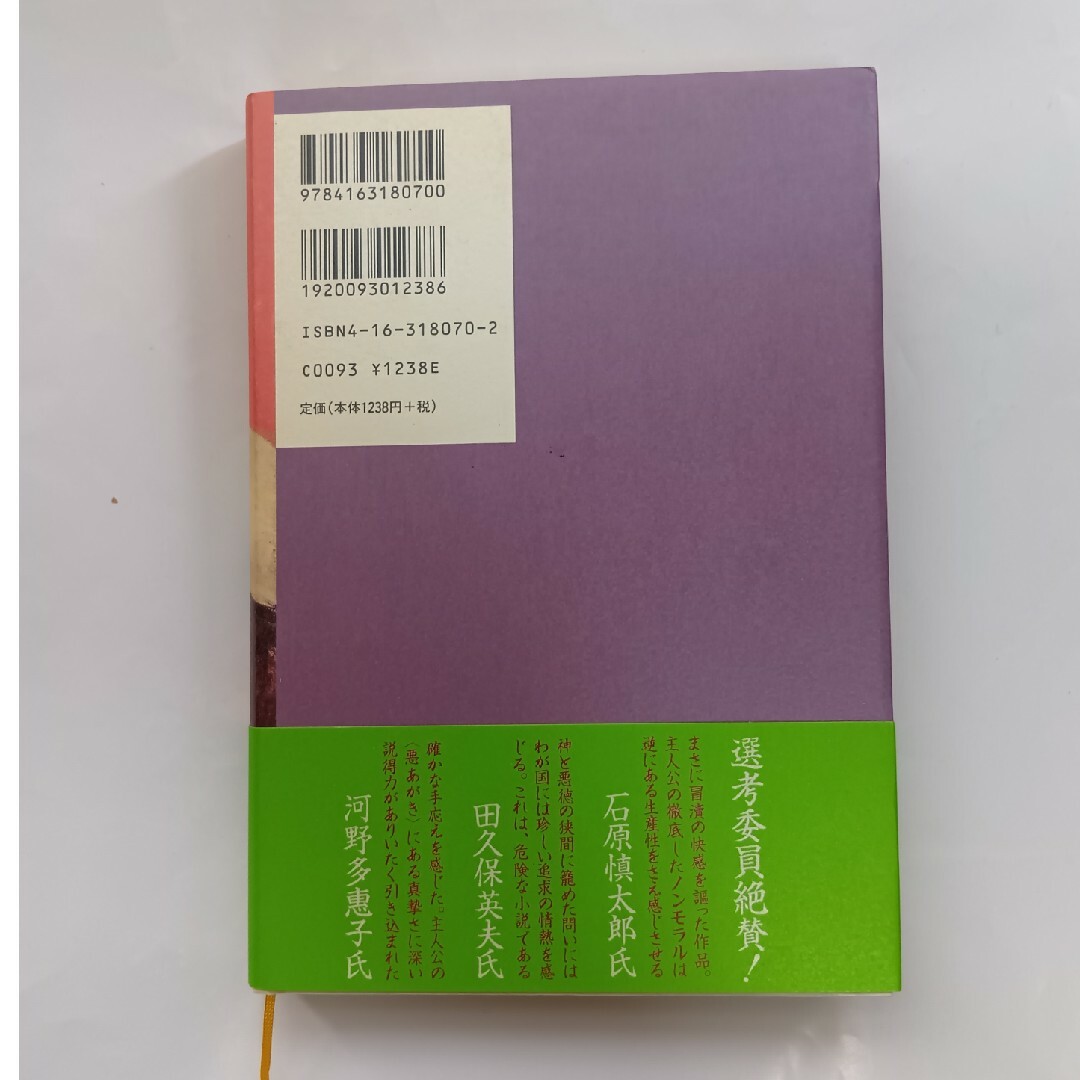 9784163180700
1920093012386
ISBN4-16-318070-2
C0093 ¥1238E
定価(本体1238円+税)
選考委員絶賛!
まさに冒瀆の快感を謳った作品。
主人公の徹底したノンモラルは
逆にある生産性をさえ感じさせる
石原慎太郎氏
神と悪徳の狭間に籠めた問いには
わが国には珍しい追求の情熱を感
じる。これは、危険な小説である
田久保英夫氏
確かな手応えを感じた。主人公の
〈悪あがき〉にある真摯さに深い
説得力がありいたく引き込まれた
河野多惠子氏